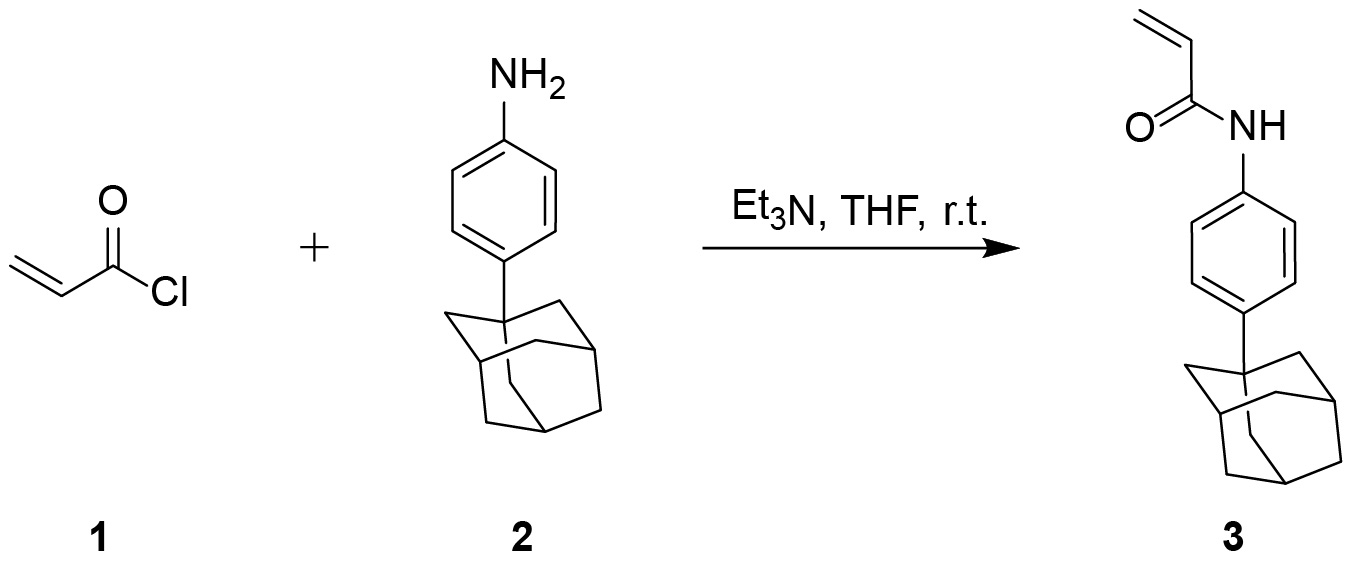 NH2
O
Cl
+
Et3N, THF, r.t.
O
NH
1
2
3